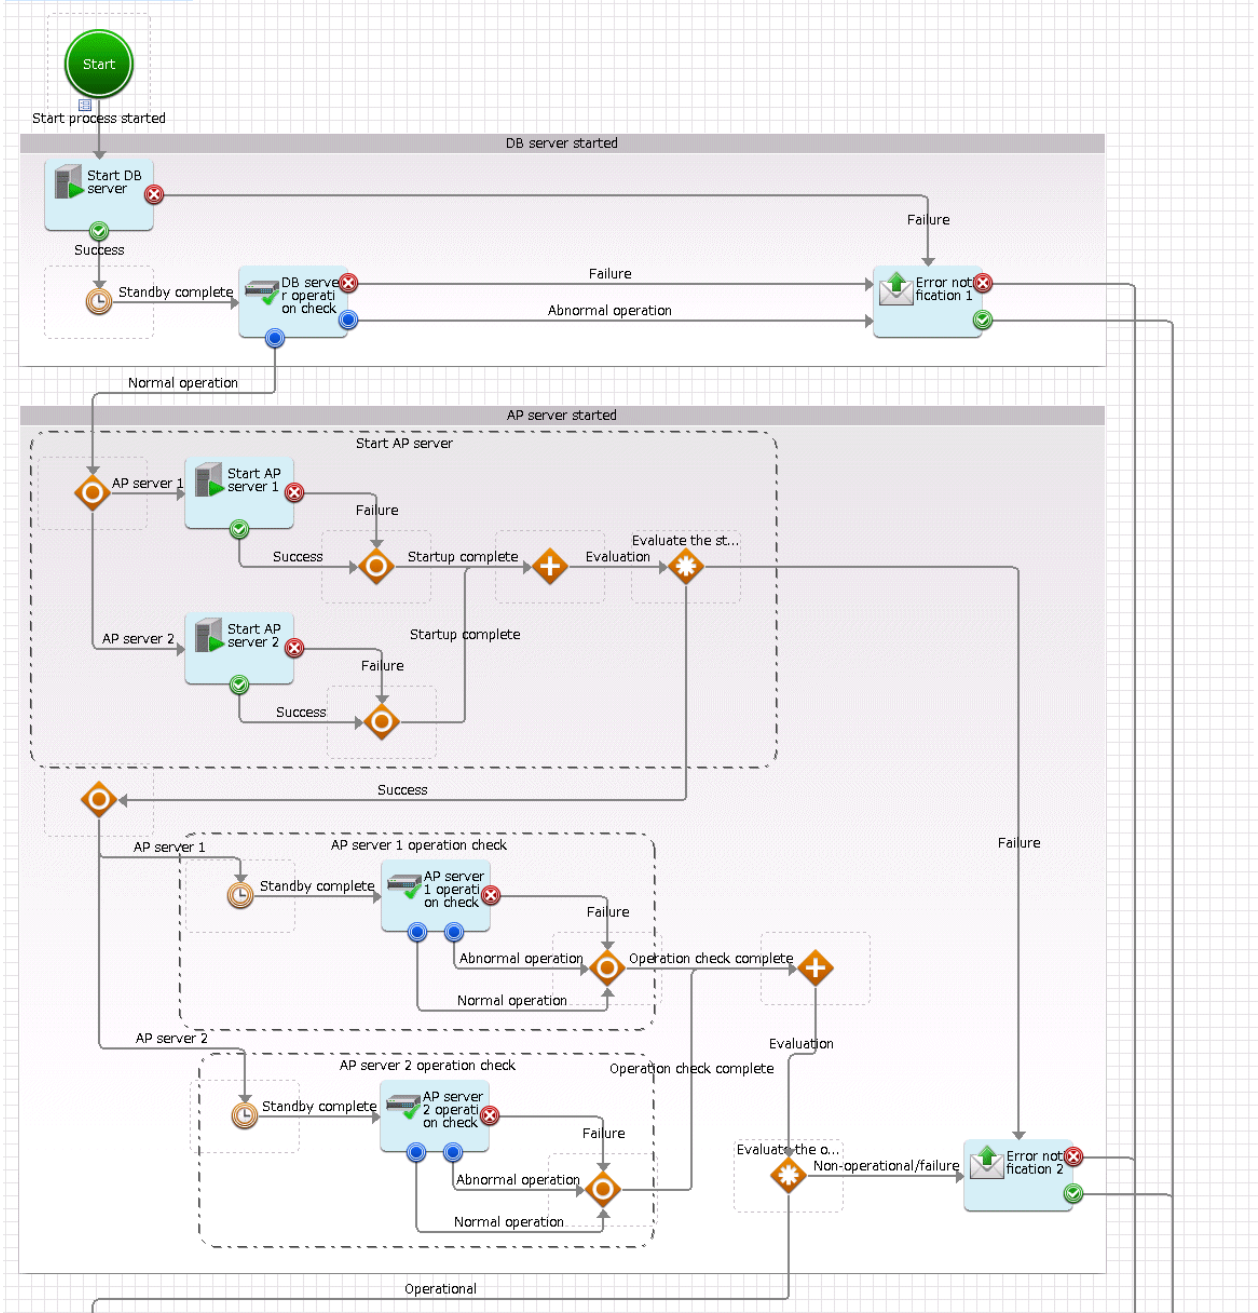 Start
Start process started
DB server started
Start DB
server
Failure
Success
Standby complete
DB serve
r operati
on check
Failure
Abnormal operation
Error not
fication 1
Normal operation
AP server started
Start AP server
AP server 1
Start AP
server 1
Failure
Success
Startup complete
Evaluation
Evaluate the st...
AP server 2
Start AP
server 2
Startup complete
Failure
Success
Success
Failure
AP server 1
AP server 1 operation check
Standby complete
AP server
1 operati
on check
Failure
Abnormal operation
Operation check complete
Normal operation
AP server 2
Evaluation
AP server 2 operation check
Operation check complete
Standby complete
AP server
2 operati
on check
Failure
Abnormal operation
Normal operation
Evaluate the o...
Non-operational/failure
Error not
fication 2
Operational